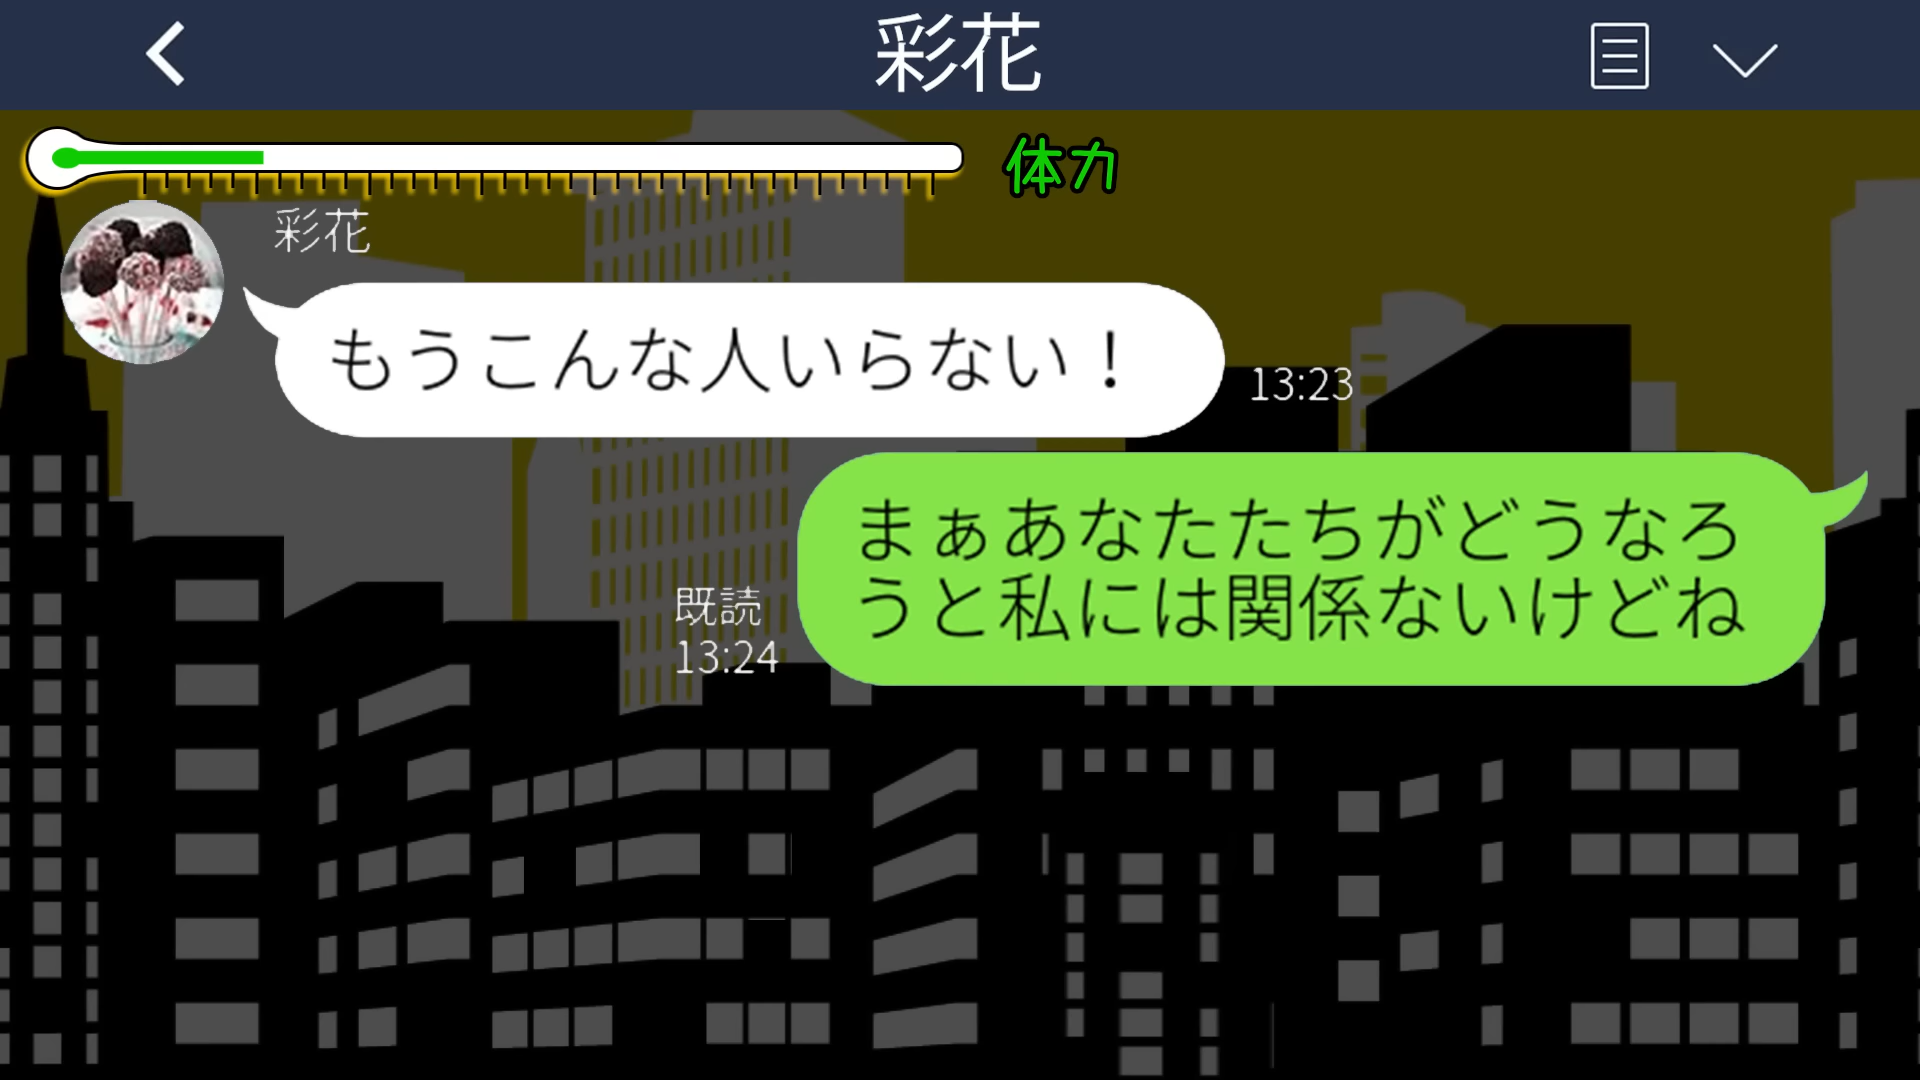 彩花
体力
彩花
もうこんな人いらない！
13:23
まぁあなたたちがどうなろ
うと私には関係ないけどね
既読
13:24